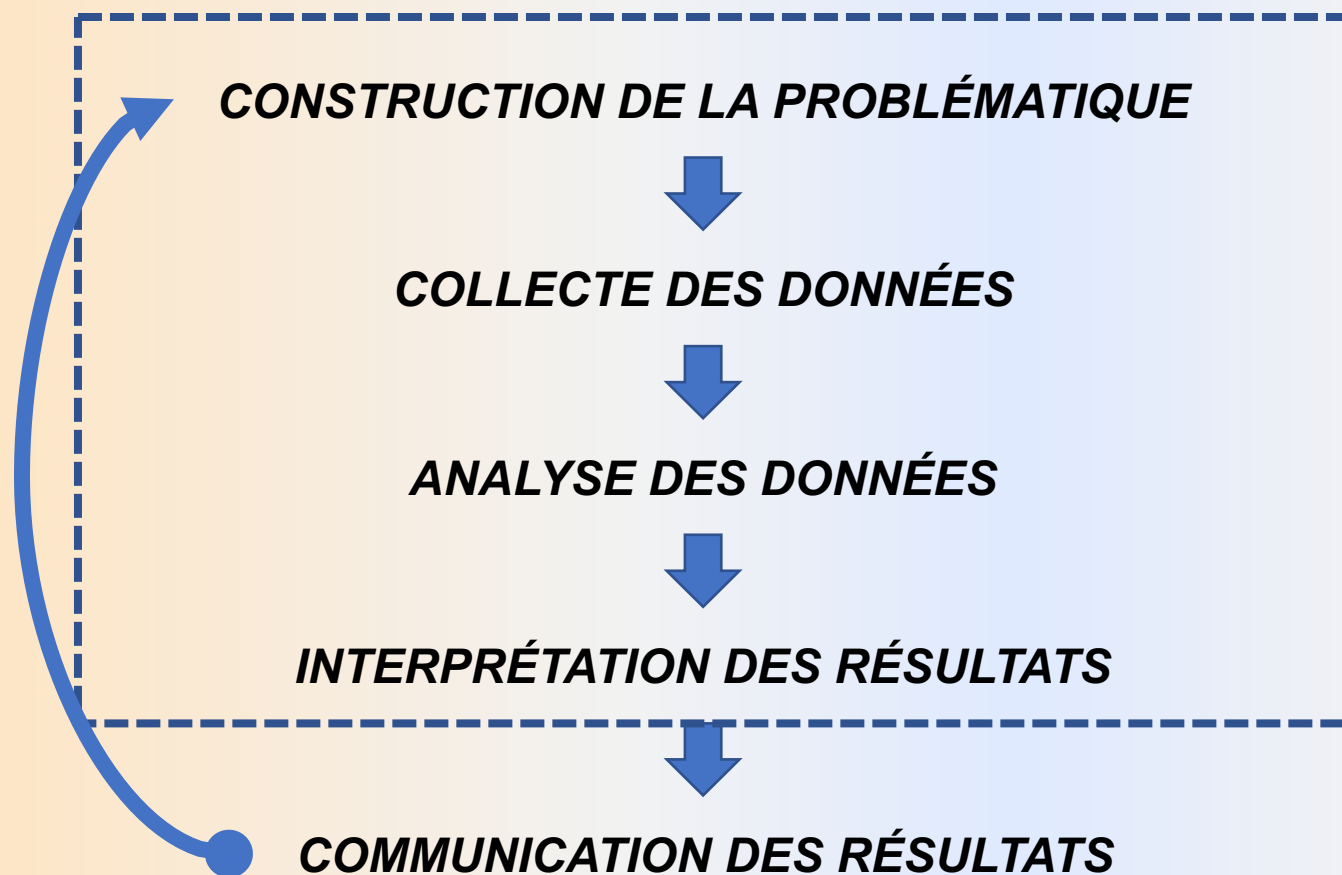 CONSTRUCTION DE LA PROBLÉMATIQUE
COLLECTE DES DONNÉES
ANALYSE DES DONNÉES
INTERPRÉTATION DES RÉSULTATS
COMMUNICATION DES RÉSULTATS